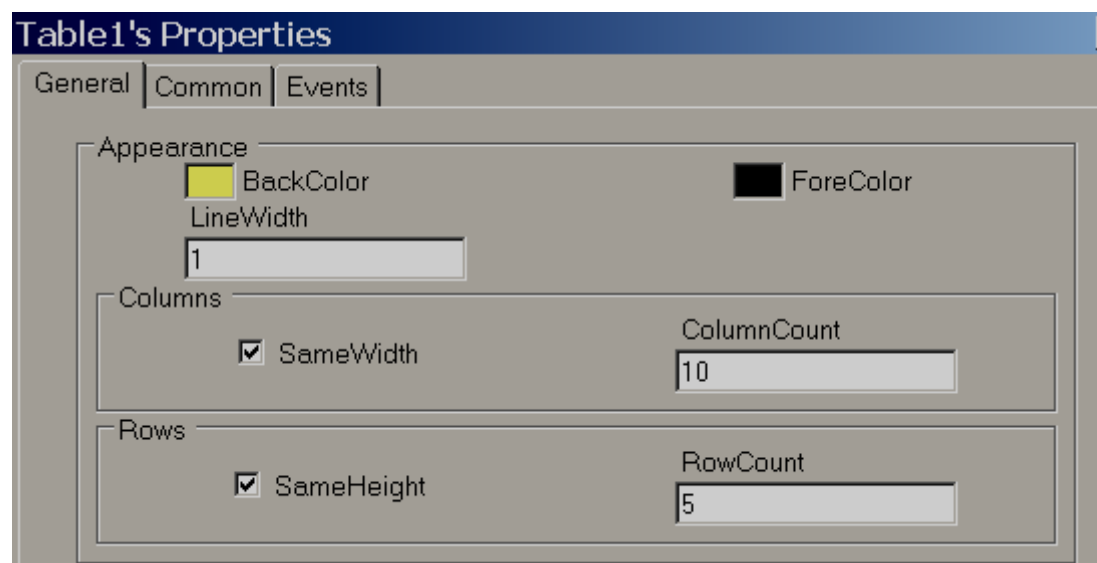 Table1's Properties
General Common Events
Appearance
BackColor ForeColor
LineWidth
1
Columns
SameWidth
ColumnCount
10
Rows
SameHeight
RowCount
5